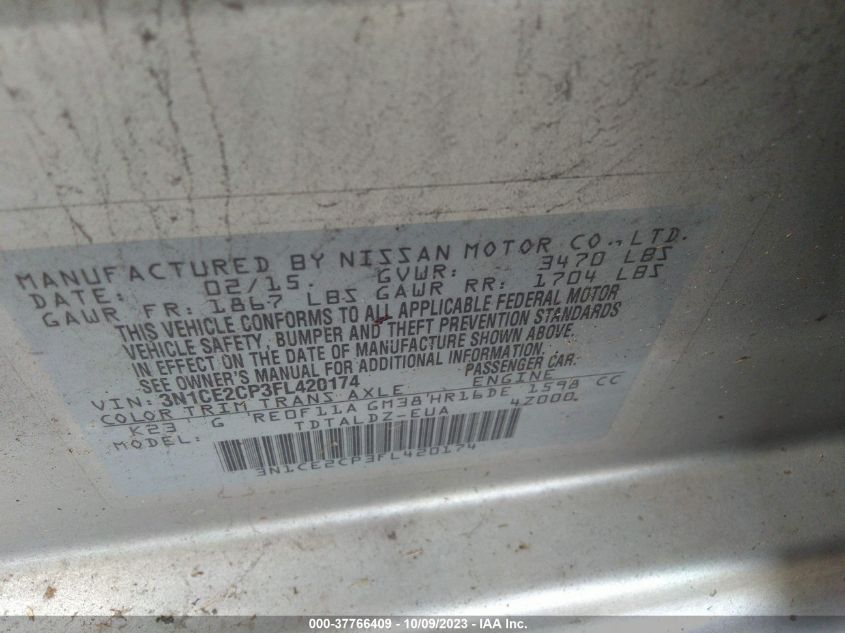 MANUFACTURED BY NISSAN MOTOR CO., LTD.
DATE: 02/15. GVWR: 3470 LBS
GAWR FR: 1867 LBS GAWR RR: 1704 LBS
THIS VEHICLE CONFORMS TO ALL APPLICABLE FEDERAL MOTOR
VEHICLE SAFETY, BUMPER AND THEFT PREVENTION STANDARDS
IN EFFECT ON THE DATE OF MANUFACTURE SHOWN ABOVE.
SEE OWNER'S MANUAL FOR ADDITIONAL INFORMATION.
VIN: 3N1CE2CP3FL420174 PASSENGER CAR.
COLOR TRIM TRANS AXLE ENGINE
K23 G RE0F11A GM38 HR16DE 1598 CC
MODEL: TDTALDZ-EUA 4Z000
3N1CE2CP3FL420174
000-37766409 - 10/09/2023 - IAA Inc.